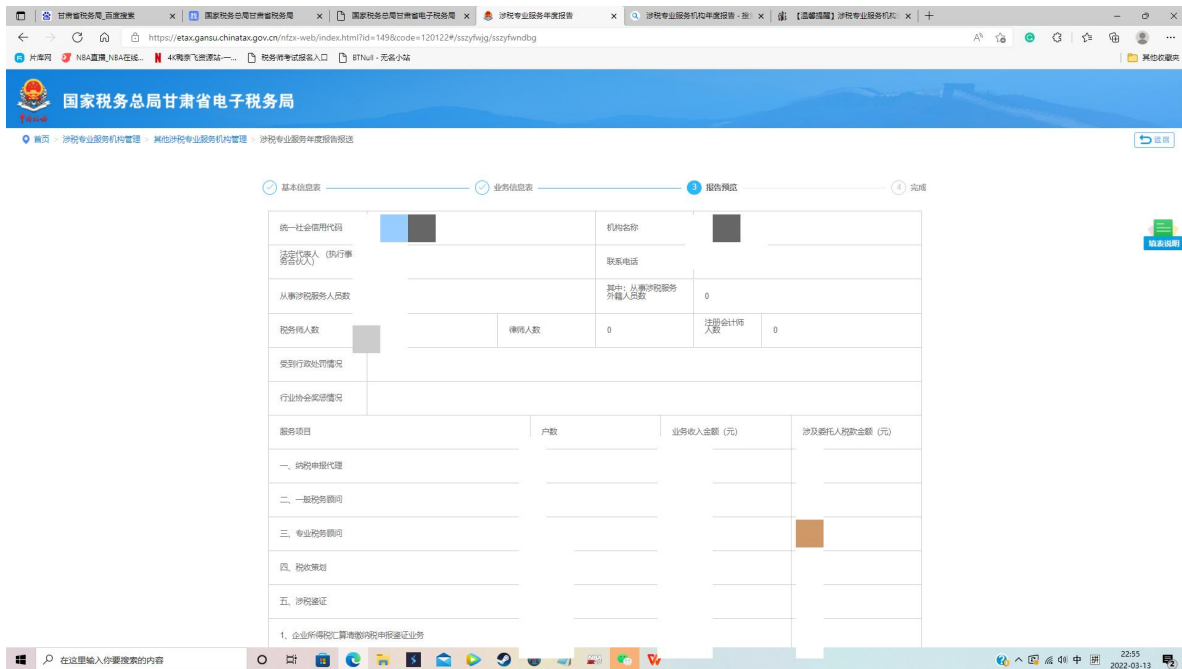 甘肃省税务局_百度搜索
国家税务总局甘肃省税务局
国家税务总局甘肃省电子税务局
涉税专业服务年度报告
涉税专业服务机构年度报告 - 搜
【温馨提醒】涉税专业服务机构
https://etax.gansu.chinatax.gov.cn/nfzx-web/index.html?id=149&code=120122#/sszyfwjg/sszyfwndbg
片库网
NBA直播_NBA在线...
4K鸭奈飞资源站-—...
税务师考试报名入口
BTNull - 无名小站
其他收藏夹
国家税务总局甘肃省电子税务局
首页 > 涉税专业服务机构管理 > 其他涉税专业服务机构管理 > 涉税专业服务年度报告报送
返回
基本信息表
业务信息表
3 报告预览
4 完成
填表说明
统一社会信用代码
机构名称
法定代表人（执行事
务合伙人）
联系电话
从事涉税服务人员数
其中：从事涉税服务
外籍人员数
0
税务师人数
律师人数
0
注册会计师
人数
0
受到行政处罚情况
行业协会奖惩情况
服务项目
户数
业务收入金额（元）
涉及委托人税款金额（元）
一、纳税申报代理
二、一般税务顾问
三、专业税务顾问
四、税收策划
五、涉税鉴证
1、企业所得税汇算清缴纳税申报鉴证业务
在这里输入你要搜索的内容
中
拼
22:55
2022-03-13